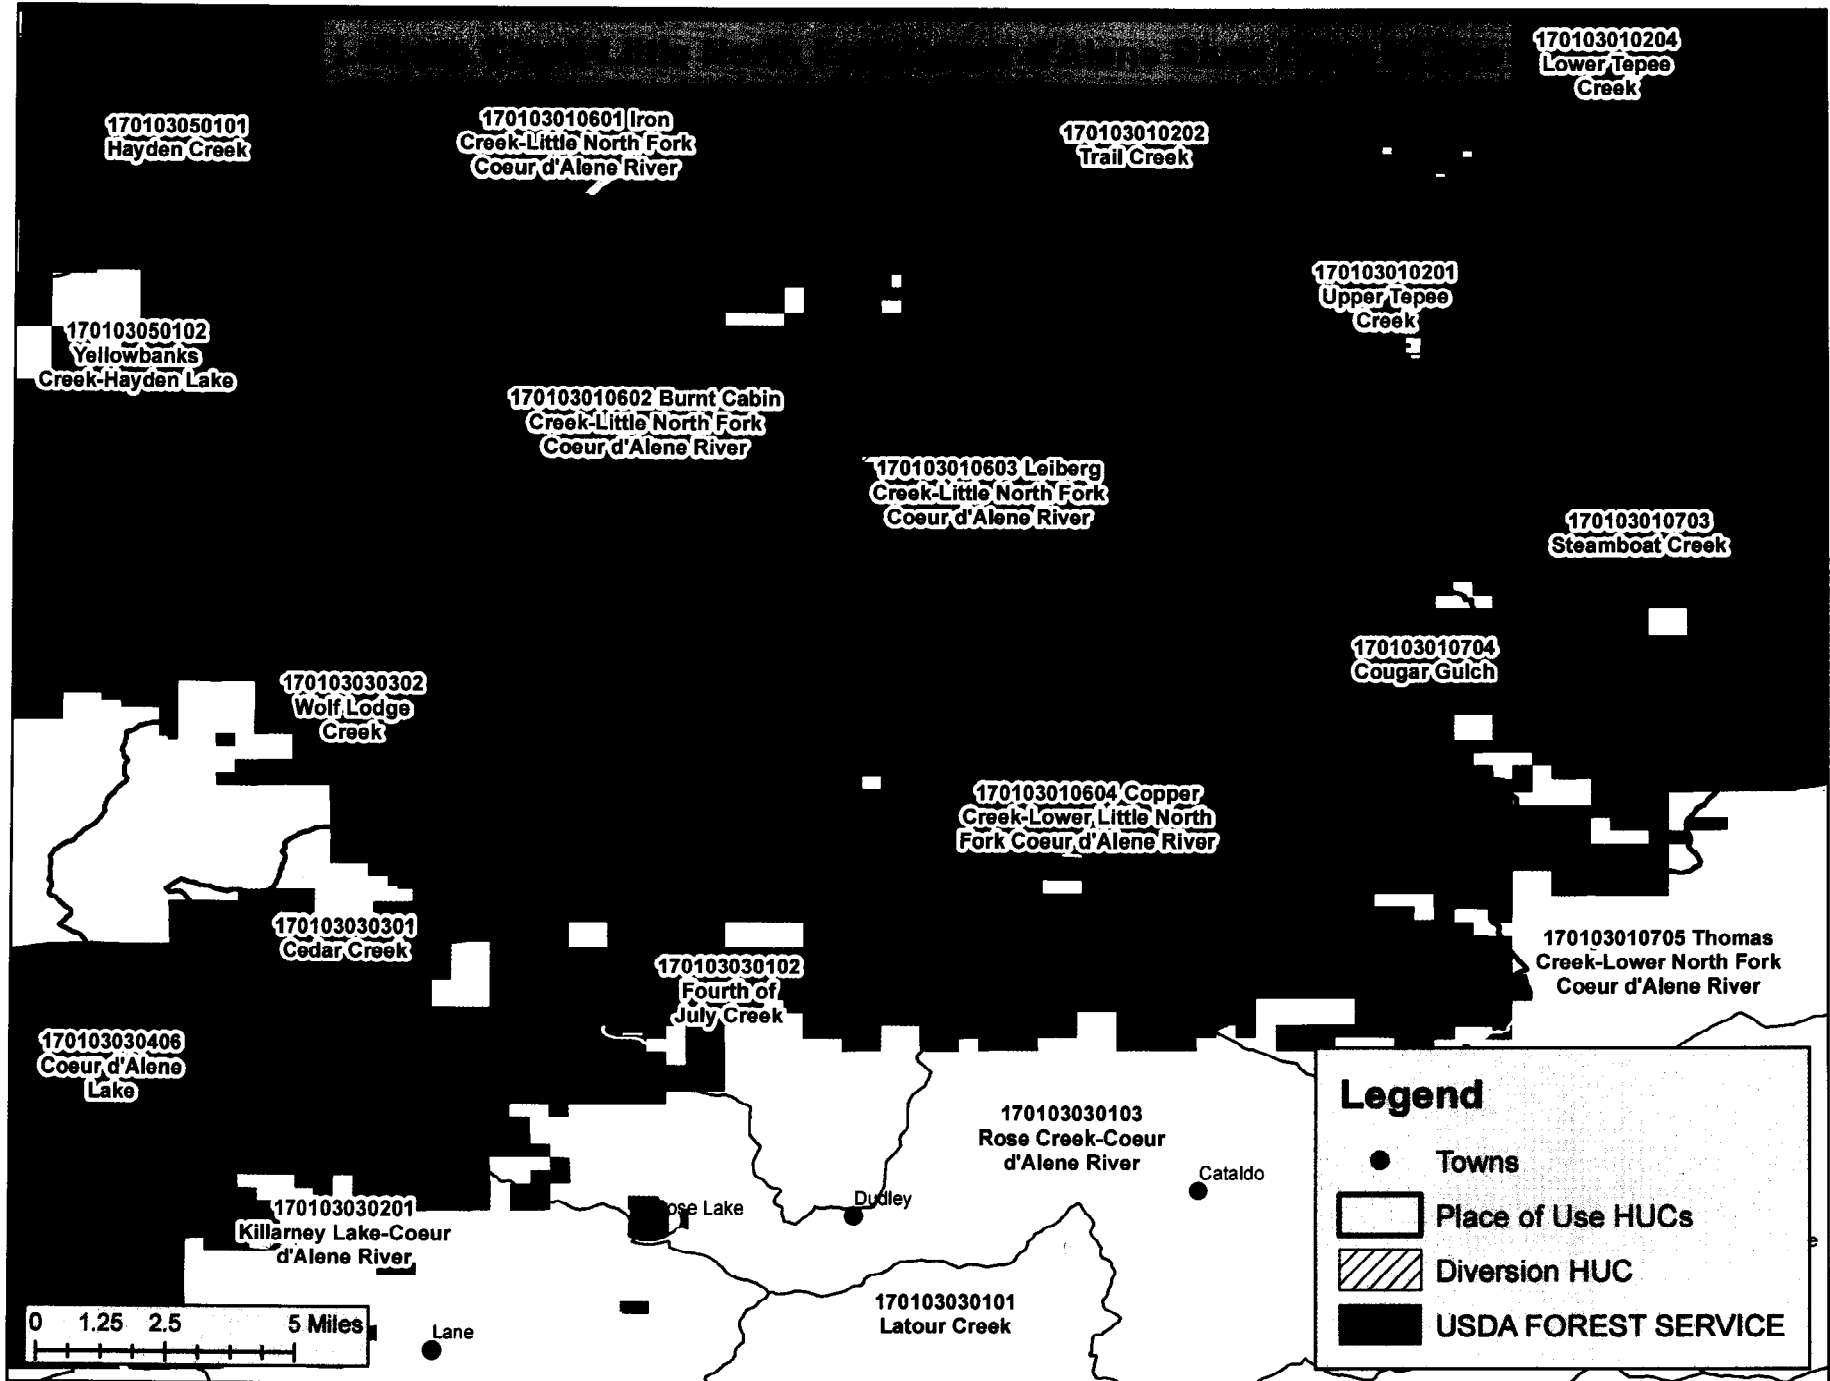 170103010204
Lower Tepee
Creek
170103050101
Hayden Creek
170103010601 Iron
Creek-Little North Fork
Coeur d'Alene River
170103010202
Trail Creek
170103010201
Upper Tepee
Creek
170103050102
Yellowbanks
Creek-Hayden Lake
170103010602 Burnt Cabin
Creek-Little North Fork
Coeur d'Alene River
170103010603 Leiberg
Creek-Little North Fork
Coeur d'Alene River
170103010703
Steamboat Creek
170103010704
Cougar Gulch
170103030302
Wolf Lodge
Creek
170103010604 Copper
Creek-Lower Little North
Fork Coeur d'Alene River
170103030301
Cedar Creek
170103030102
Fourth of
July Creek
170103010705 Thomas
Creek-Lower North Fork
Coeur d'Alene River
170103030406
Coeur d'Alene
Lake
170103030103
Rose Creek-Coeur
d'Alene River
Cataldo
Dudley
ose Lake
170103030201
Killarney Lake-Coeur
d'Alene River
170103030101
Latour Creek
Lane
0 1.25 2.5 5 Miles
Legend
Towns
Place of Use HUCs
Diversion HUC
USDA FOREST SERVICE
e